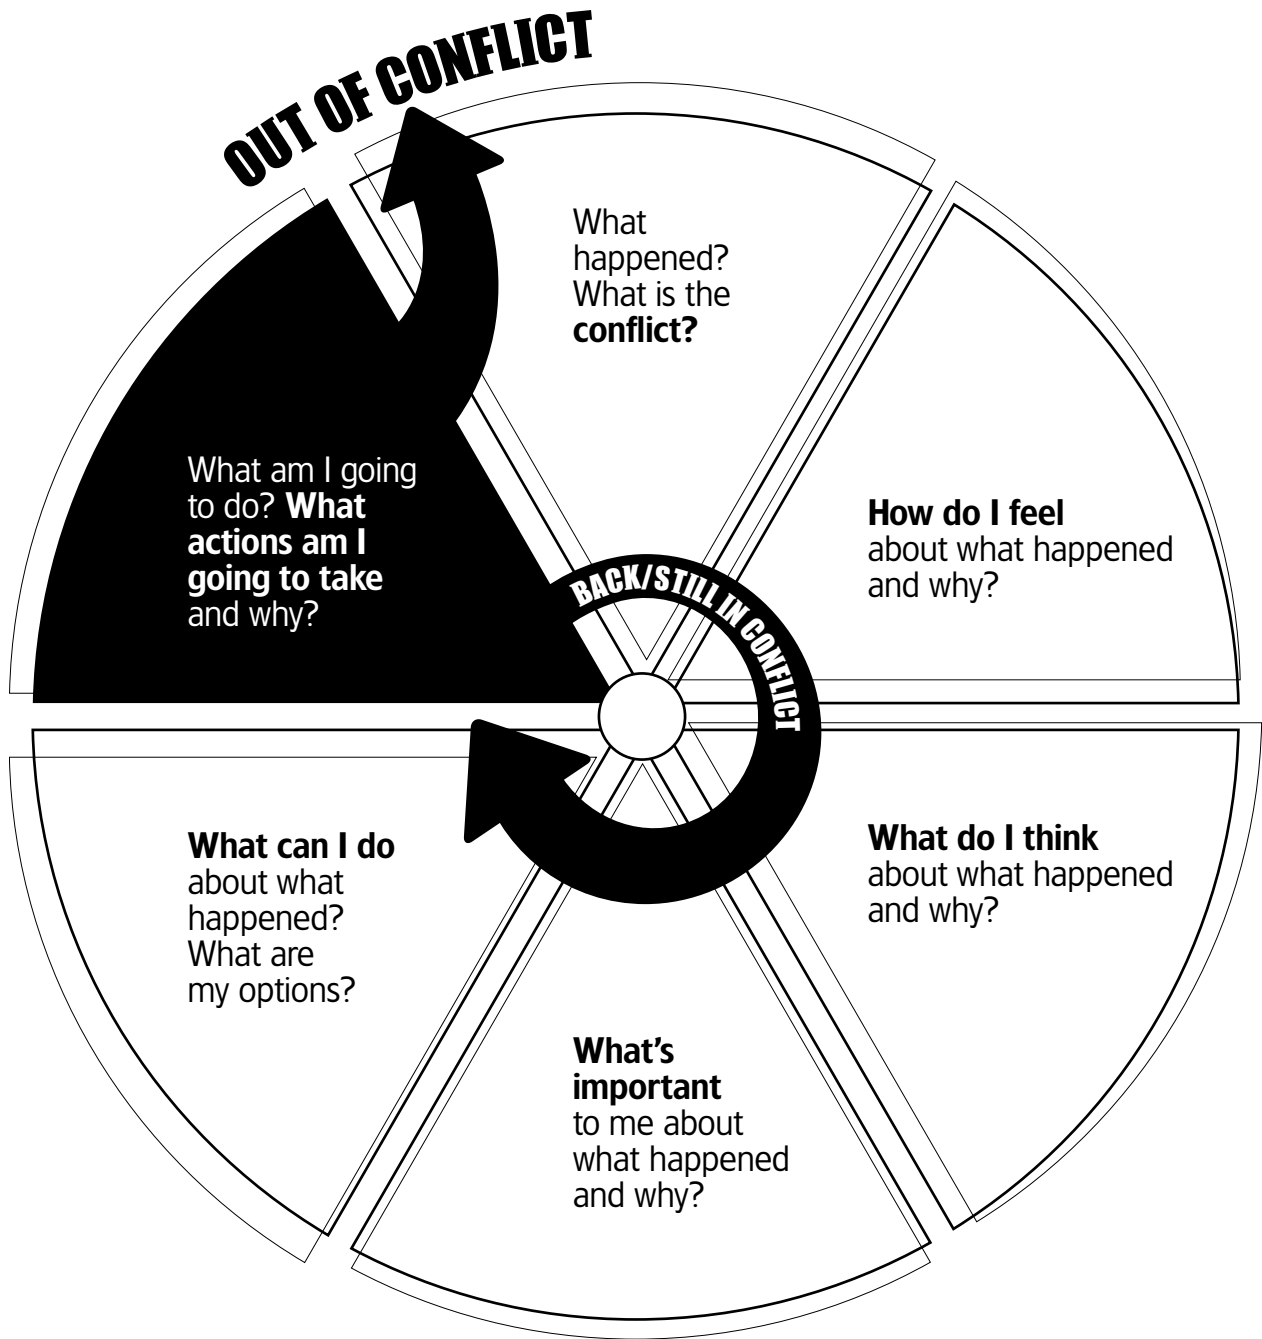 OUT OF CONFLICT
What
happened?
What is the
conflict?
How do I feel
about what happened
and why?
What do I think
about what happened
and why?
What's
important
to me about
what happened
and why?
What can I do
about what
happened?
What are
my options?
What am I going
to do? What
actions am I
going to take
and why?
BACK/STILL IN CONFLICT